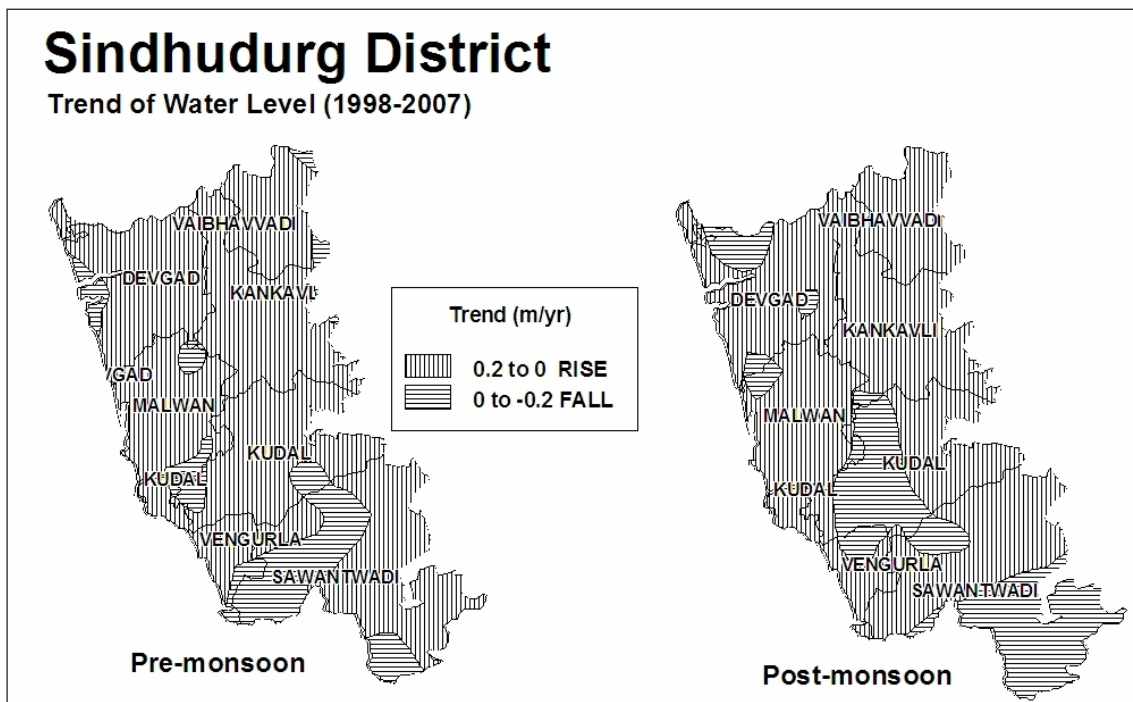 Sindhudurg District
Trend of Water Level (1998-2007)
VAIBHAVVADI
DEVGAD
KANKAVL
VGAD
MALWAN
KUDAL
KUDAL
VENGURLA
SAWANTWADI
Pre-monsoon
Trend (m/yr)
0.2 to 0 RISE
0 to -0.2 FALL
VAIBHAVVADI
DEVGAD
KANKAVLI
MALWAN
KUDAL
KUDAL
VENGURLA
SAWANTWADI
Post-monsoon